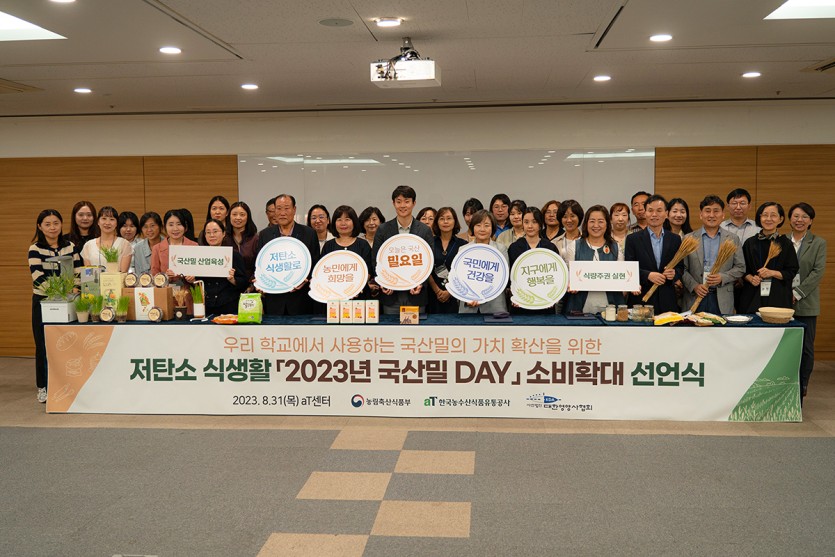 국산밀 산업육성
저탄소
식생활로
농민에게
희망을
오늘은 국산
밀요일
국민에게
건강을
지구에게
행복을
식량주권 실현
우리 학교에서 사용하는 국산밀의 가치 확산을 위한
저탄소 식생활 「2023년 국산밀 DAY」 소비확대 선언식
2023. 8.31(목) aT센터
농림축산식품부
aT 한국농수산식품유통공사
대한영양사협회